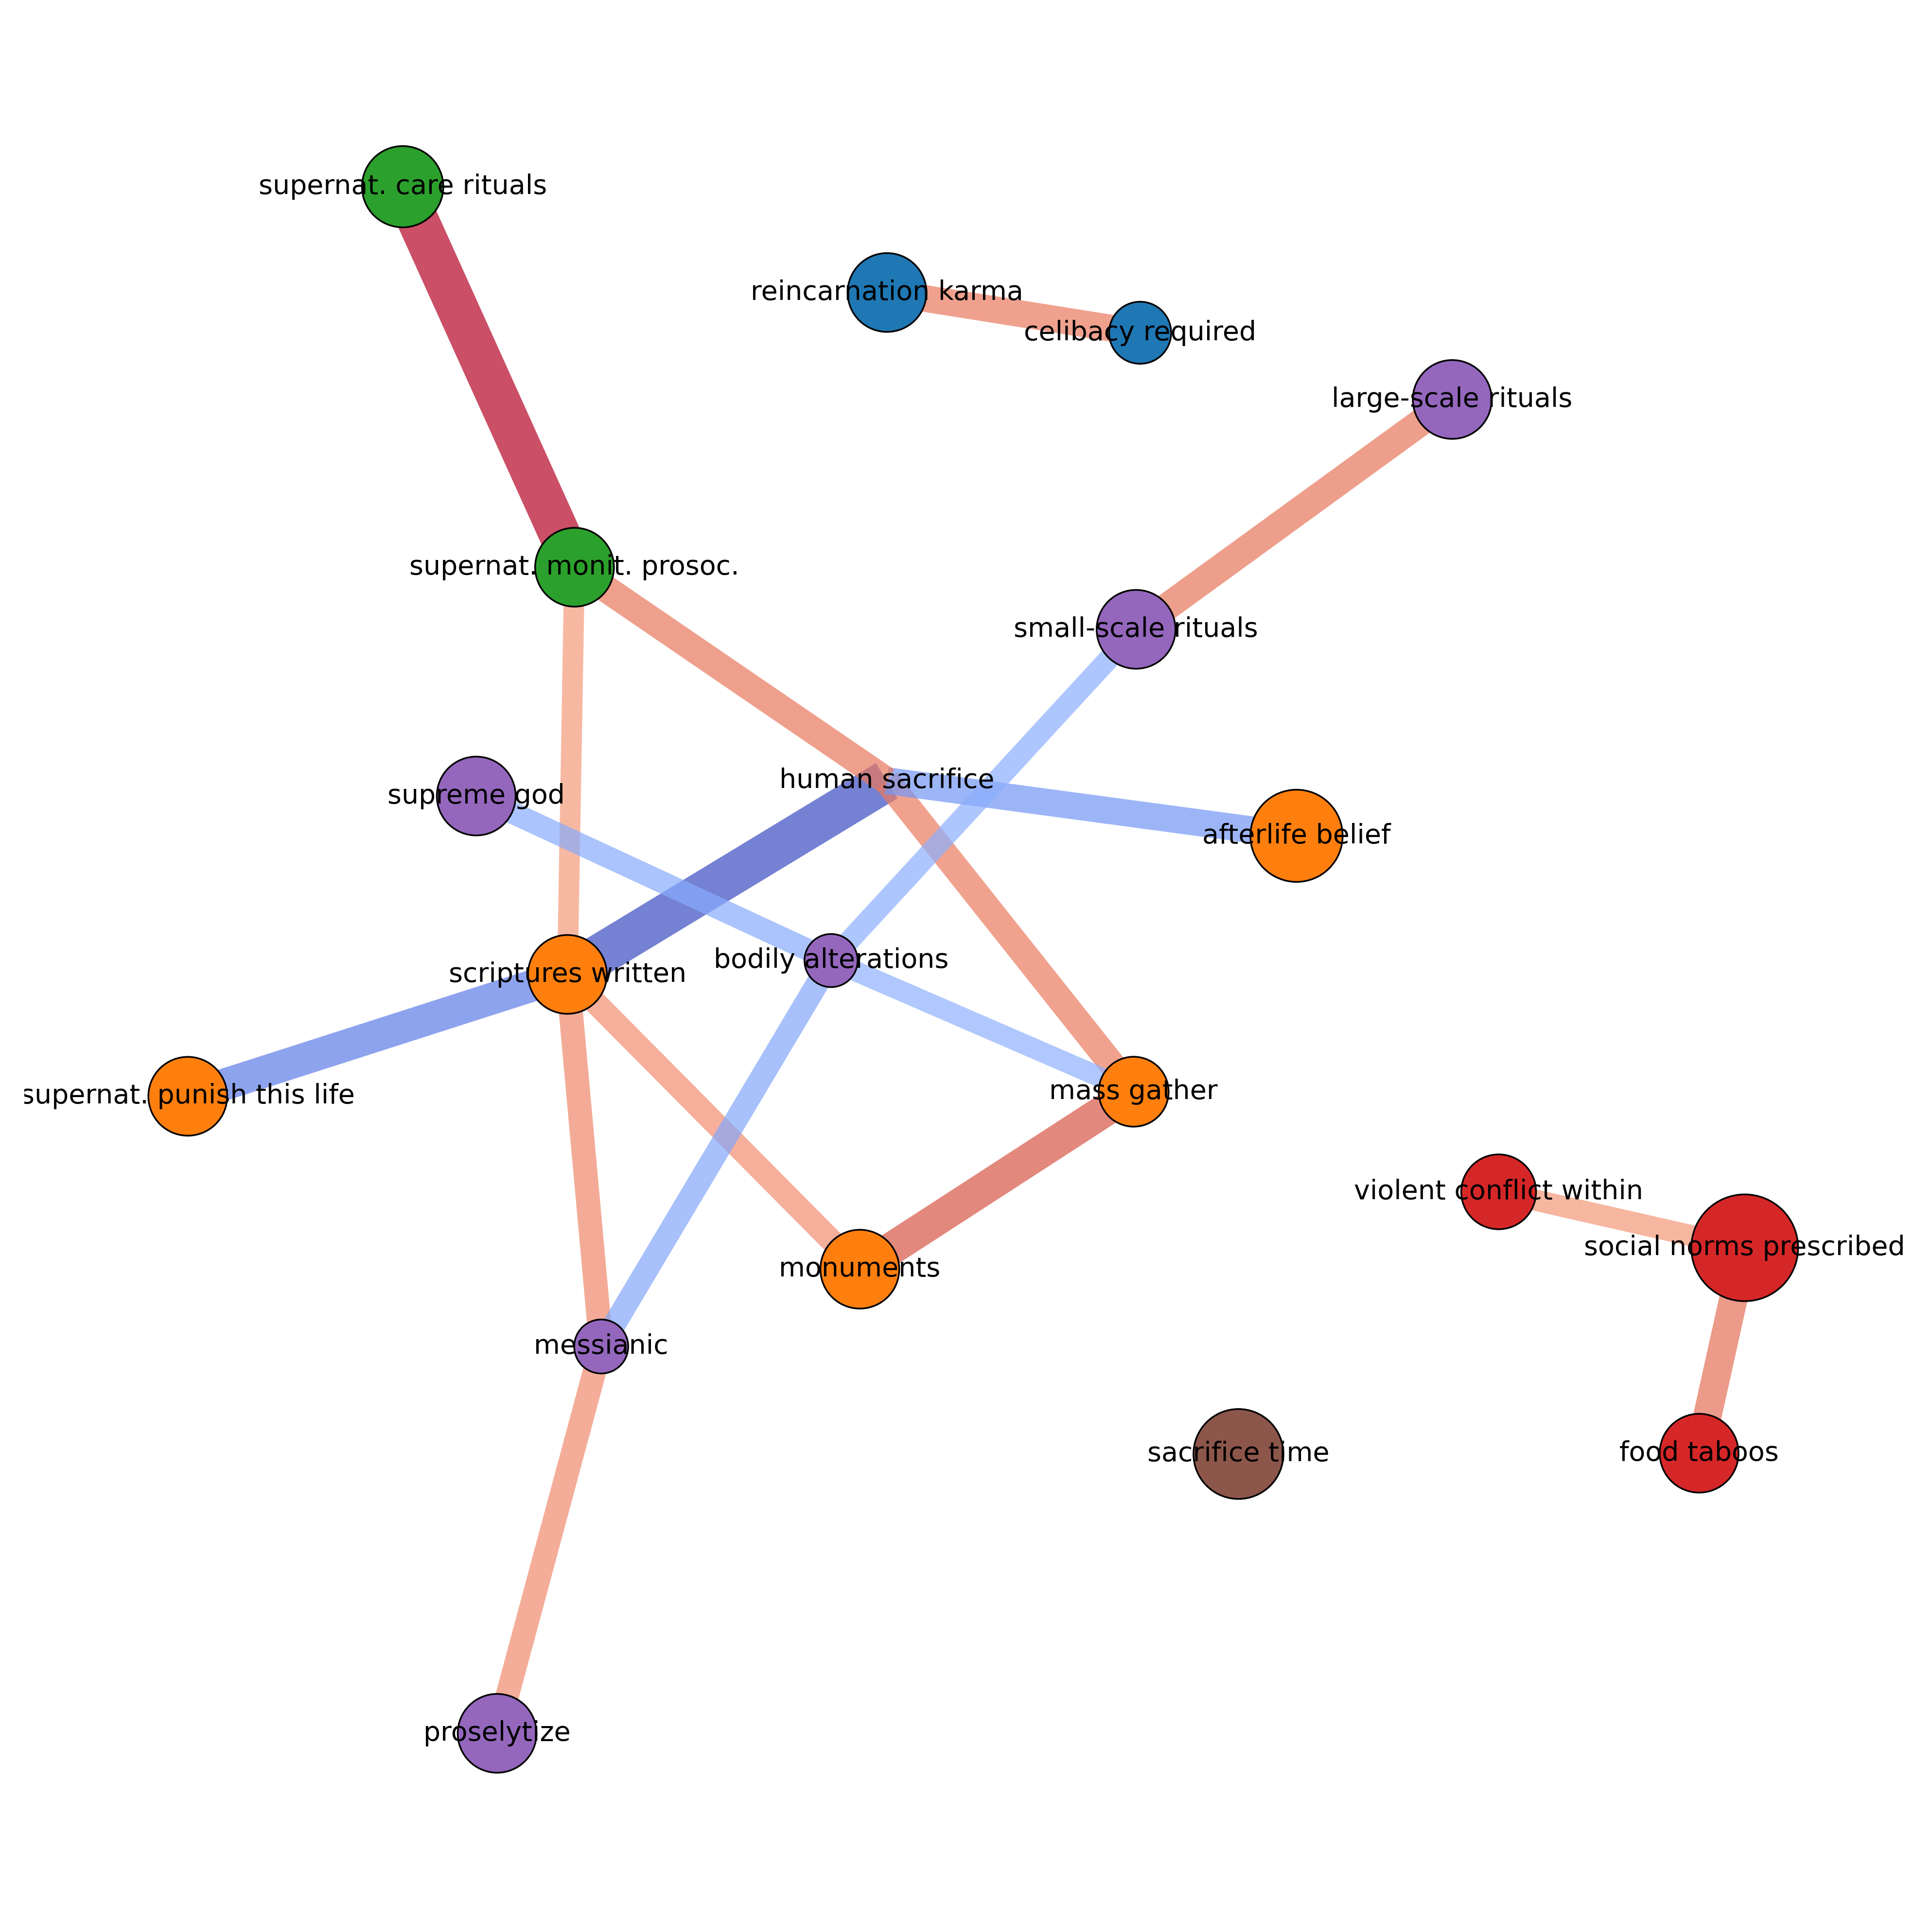 supernat. care rituals
reincarnation karma
celibacy required
large-scale rituals
supernat. monit. prosoc.
small-scale rituals
human sacrifice
supreme god
afterlife belief
bodily alterations
scriptures written
mass gather
supernat. punish this life
violent conflict within
social norms prescribed
monuments
messianic
sacrifice time
food taboos
proselytize